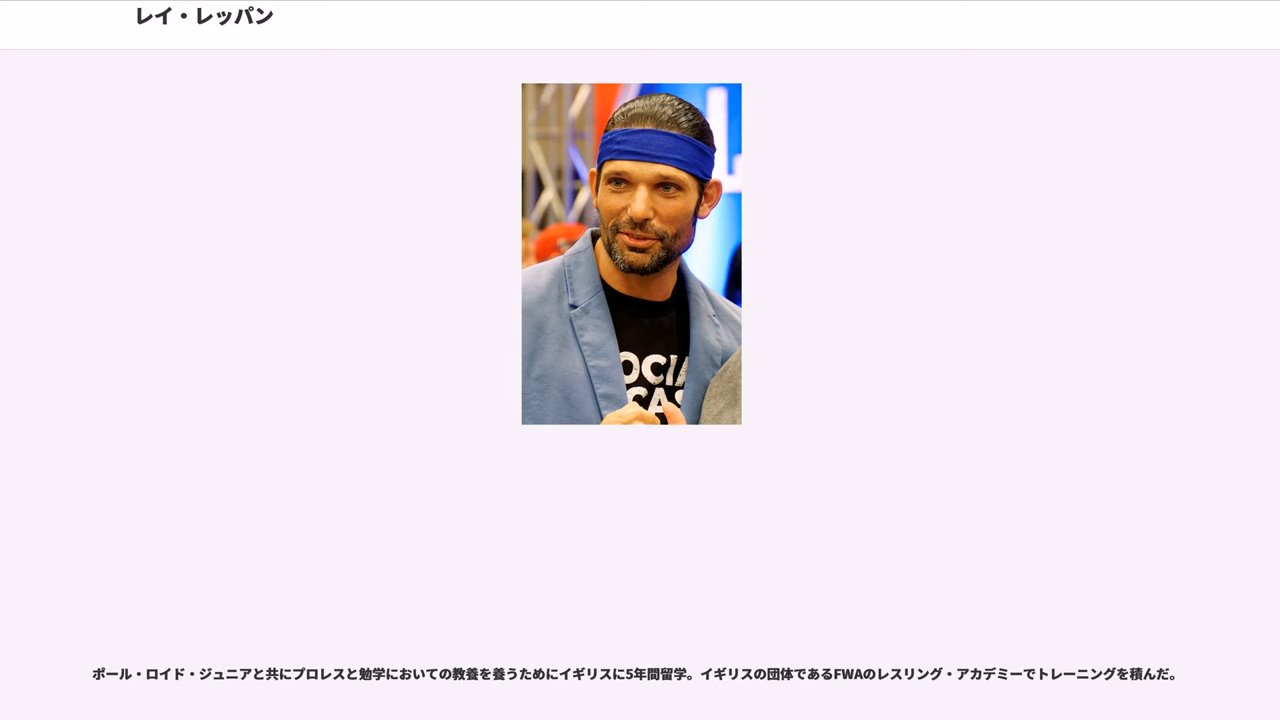 レイ・レッパン
OCIA
CAS
ポール・ロイド・ジュニアと共にプロレスと勉学においての教養を養うためにイギリスに5年間留学。イギリスの団体であるFWAのレスリング・アカデミーでトレーニングを積んだ。